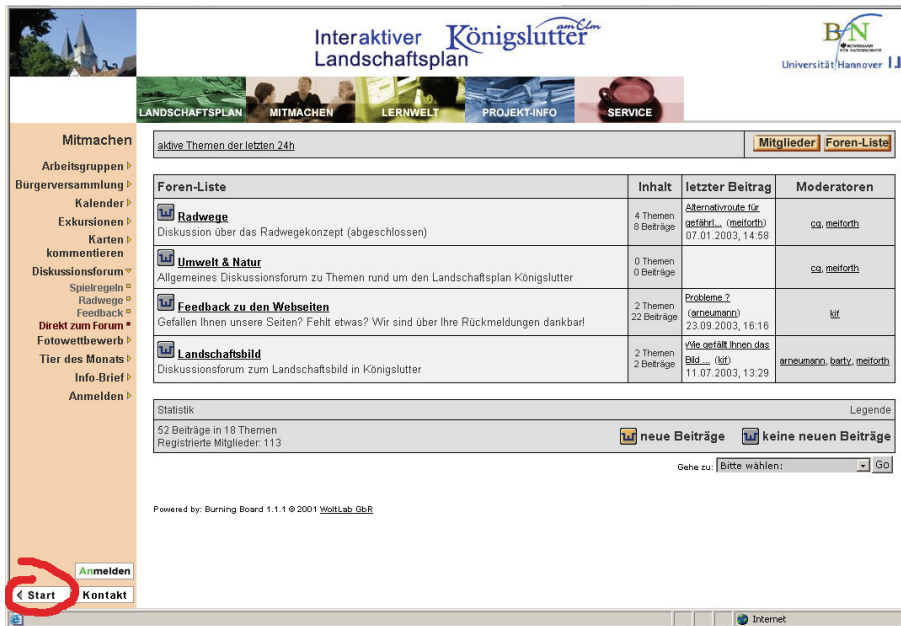 Interaktiver Königslutter am Elm
Landschaftsplan
BfN
BUNDESAMT
FÜR NATURSCHUTZ
Universität Hannover
LANDSCHAFTSPLAN MITMACHEN LERNWELT PROJEKT-INFO SERVICE
Mitmachen
Arbeitsgruppen
Bürgerversammlung
Kalender
Exkursionen
Karten
kommentieren
Diskussionsforum
Spielregeln
Radwege
Feedback
Direkt zum Forum
Fotowettbewerb
Tier des Monats
Info-Brief
Anmelden
Anmelden
Start Kontakt
aktive Themen der letzten 24h Mitglieder Foren-Liste
Foren-Liste Inhalt letzter Beitrag Moderatoren
Radwege
Diskussion über das Radwegekonzept (abgeschlossen)
4 Themen
8 Beiträge
Alternativroute für
gefährl... (meiforth)
07.01.2003, 14:58
cq, meiforth
Umwelt & Natur
Allgemeines Diskussionsforum zu Themen rund um den Landschaftsplan Königslutter
0 Themen
0 Beiträge
cq, meiforth
Feedback zu den Webseiten
Gefallen Ihnen unsere Seiten? Fehlt etwas? Wir sind über Ihre Rückmeldungen dankbar!
2 Themen
22 Beiträge
Probleme ?
(arneumann)
23.09.2003, 16:16
kif
Landschaftsbild
Diskussionsforum zum Landschaftsbild in Königslutter
2 Themen
2 Beiträge
Wie gefällt Ihnen das
Bild ... (kif)
11.07.2003, 13:29
arneumann, barty, meiforth
Statistik Legende
52 Beiträge in 18 Themen
Registrierte Mitglieder: 113
neue Beiträge keine neuen Beiträge
Gehe zu: Bitte wählen: Go
Powered by: Burning Board 1.1.1 © 2001 WoltLab GbR
Internet